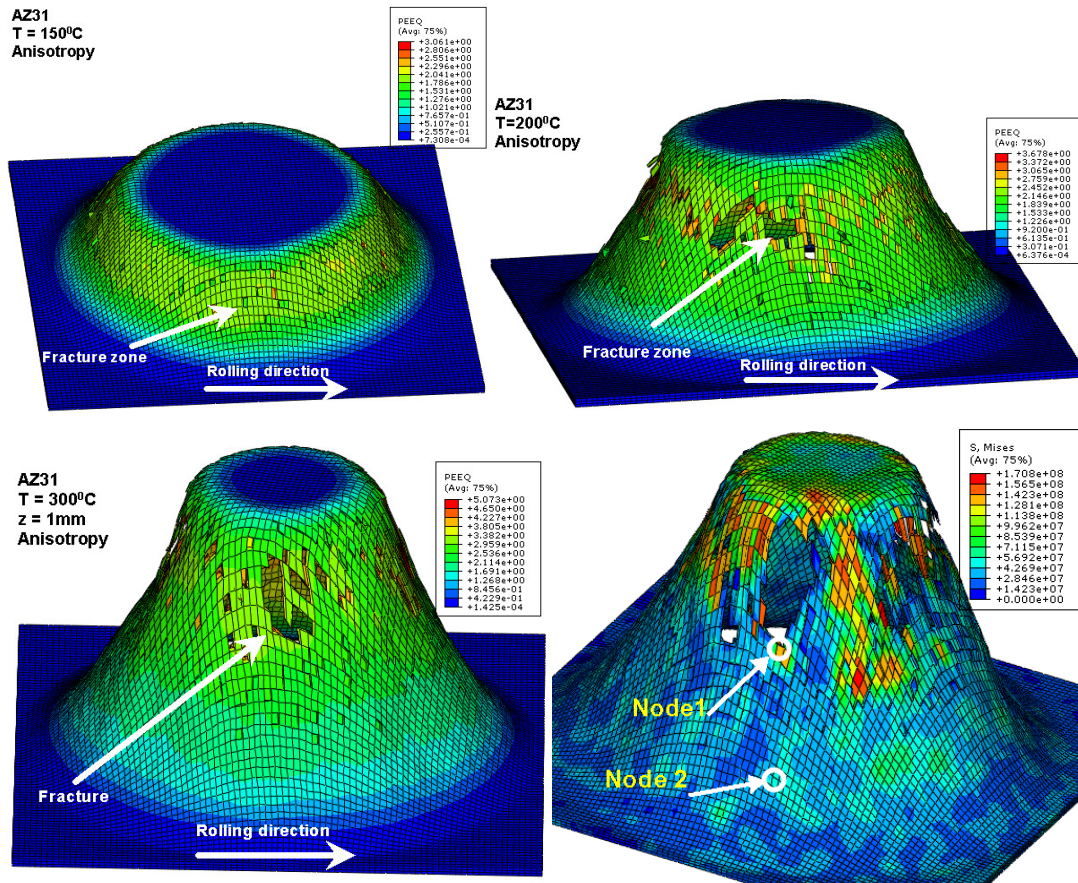 AZ31
T = 150⁰C
Anisotropy
PEEQ
(Avg: 75%)
+3.061e+00
+2.806e+00
+2.551e+00
+2.296e+00
+2.041e+00
+1.786e+00
+1.531e+00
+1.276e+00
+1.021e+00
+7.657e-01
+5.107e-01
+2.557e-01
+7.308e-04
Fracture zone
Rolling direction
AZ31
T=200⁰C
Anisotropy
PEEQ
(Avg: 75%)
+3.678e+00
+3.372e+00
+3.065e+00
+2.759e+00
+2.452e+00
+2.146e+00
+1.839e+00
+1.533e+00
+1.226e+00
+9.200e-01
+6.135e-01
+3.071e-01
+6.376e-04
Fracture zone
Rolling direction
AZ31
T = 300⁰C
z = 1mm
Anisotropy
PEEQ
(Avg: 75%)
+5.073e+00
+4.650e+00
+4.227e+00
+3.805e+00
+3.382e+00
+2.959e+00
+2.536e+00
+2.114e+00
+1.691e+00
+1.268e+00
+8.456e-01
+4.229e-01
+1.425e-04
Fracture
Rolling direction
S, Mises
(Avg: 75%)
+1.708e+08
+1.565e+08
+1.423e+08
+1.281e+08
+1.138e+08
+9.962e+07
+8.539e+07
+7.115e+07
+5.692e+07
+4.269e+07
+2.846e+07
+1.423e+07
+0.000e+00
Node1
Node 2